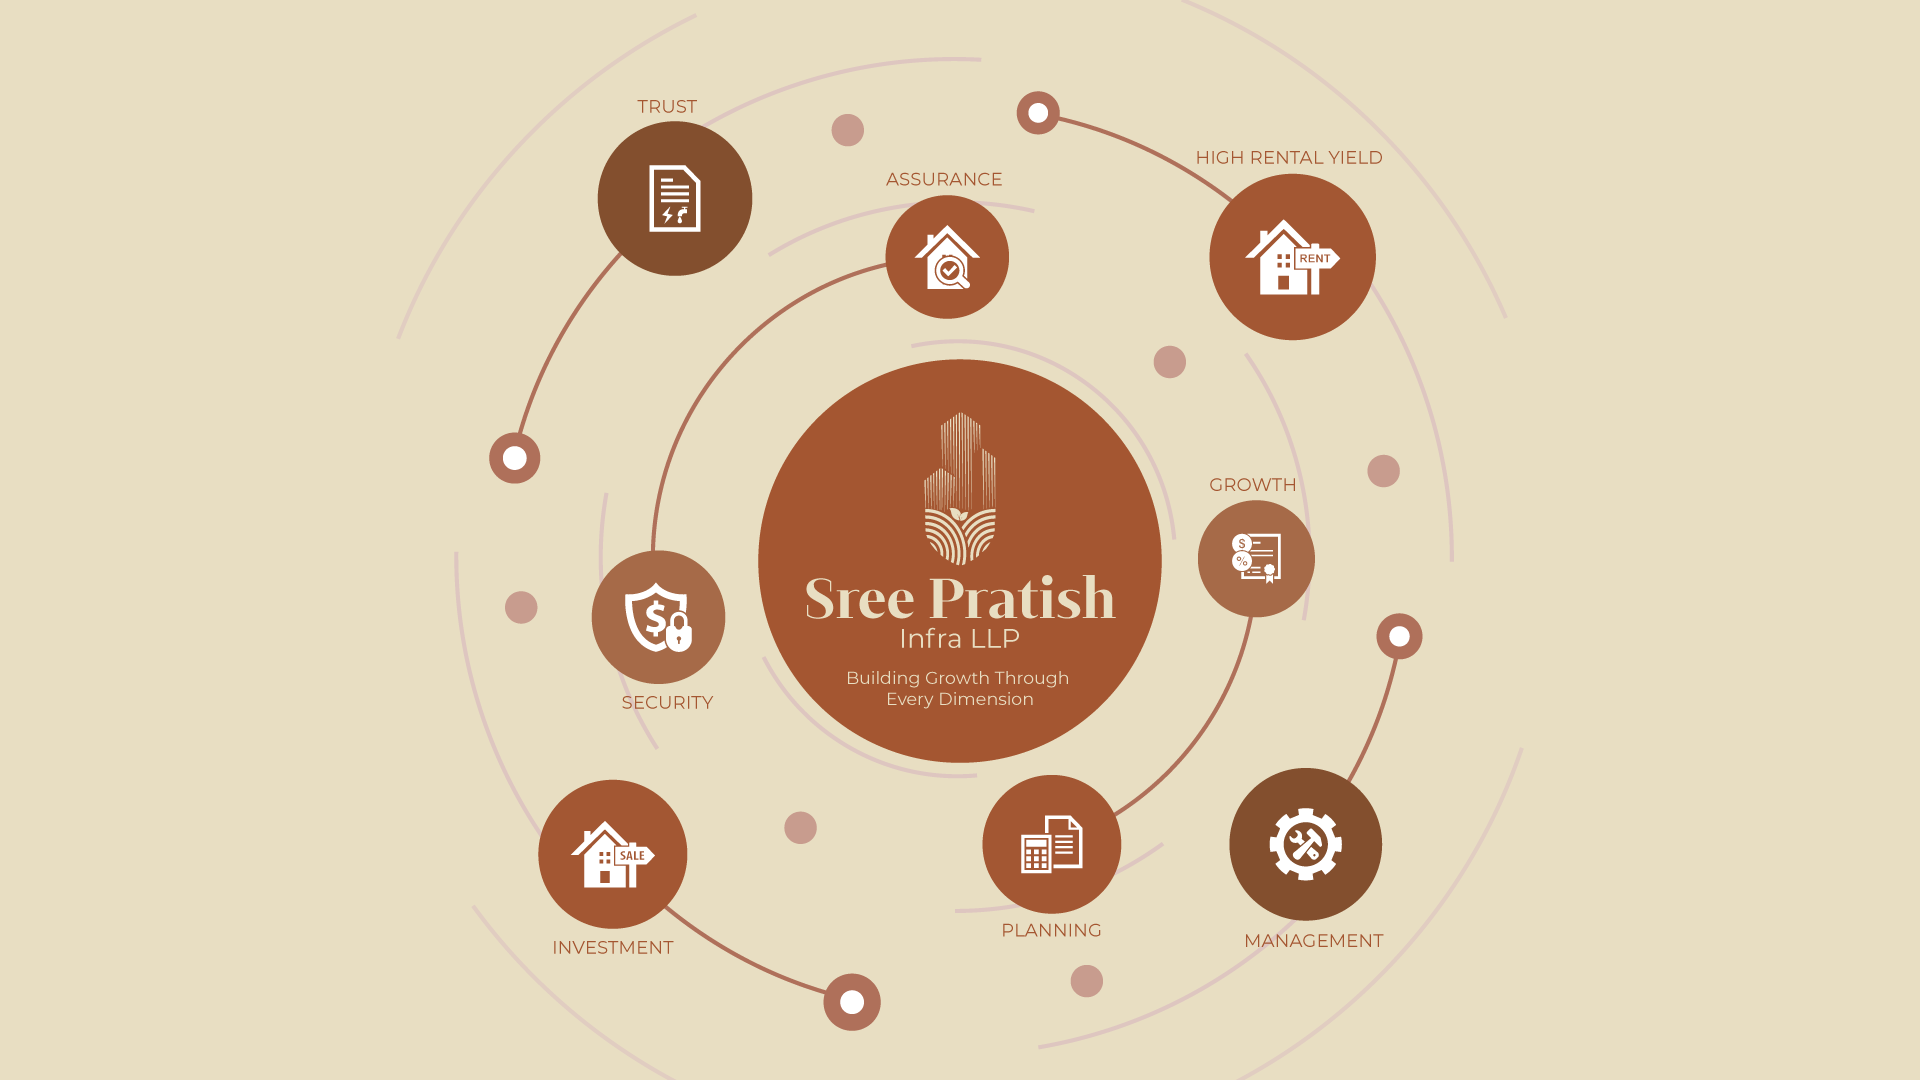 TRUST
HIGH RENTAL YIELD
ASSURANCE
RENT
GROWTH
$
%
$
SECURITY
Sree Pratish
Infra LLP
Building Growth Through
Every Dimension
SALE
INVESTMENT
PLANNING
MANAGEMENT